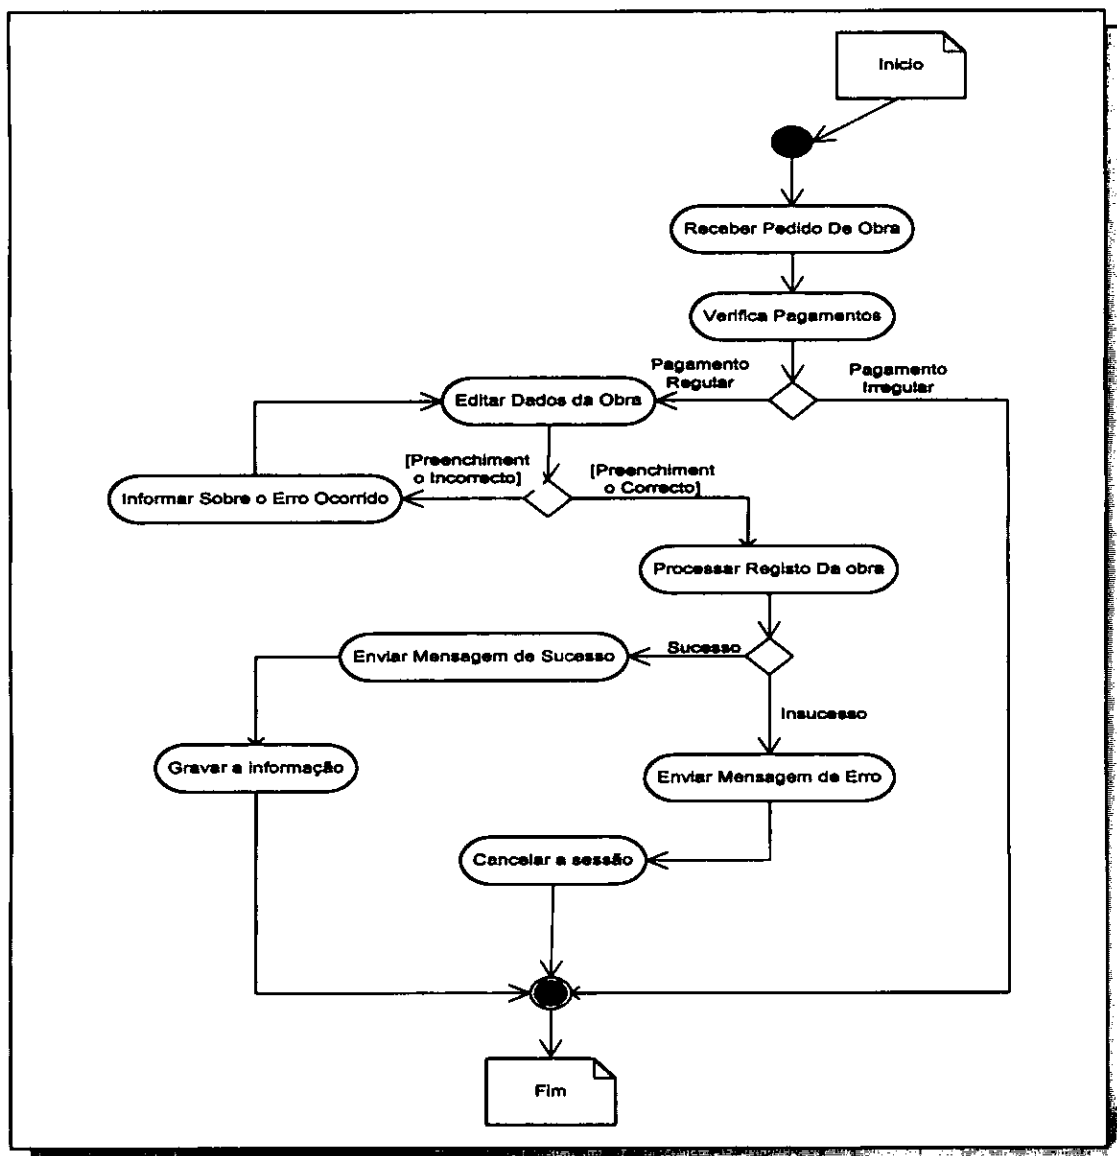 Inicio
Receber Pedido De Obra
Verifica Pagamentos
Pagamento
Regular
Pagamento
Irregular
Editar Dados da Obra
[Preenchiment
o Incorrecto]
[Preenchiment
o Correcto]
Informar Sobre o Erro Ocorrido
Processar Registo Da obra
Sucesso
Enviar Mensagem de Sucesso
Insucesso
Gravar a informação
Enviar Mensagem de Erro
Cancelar a sessão
Fim